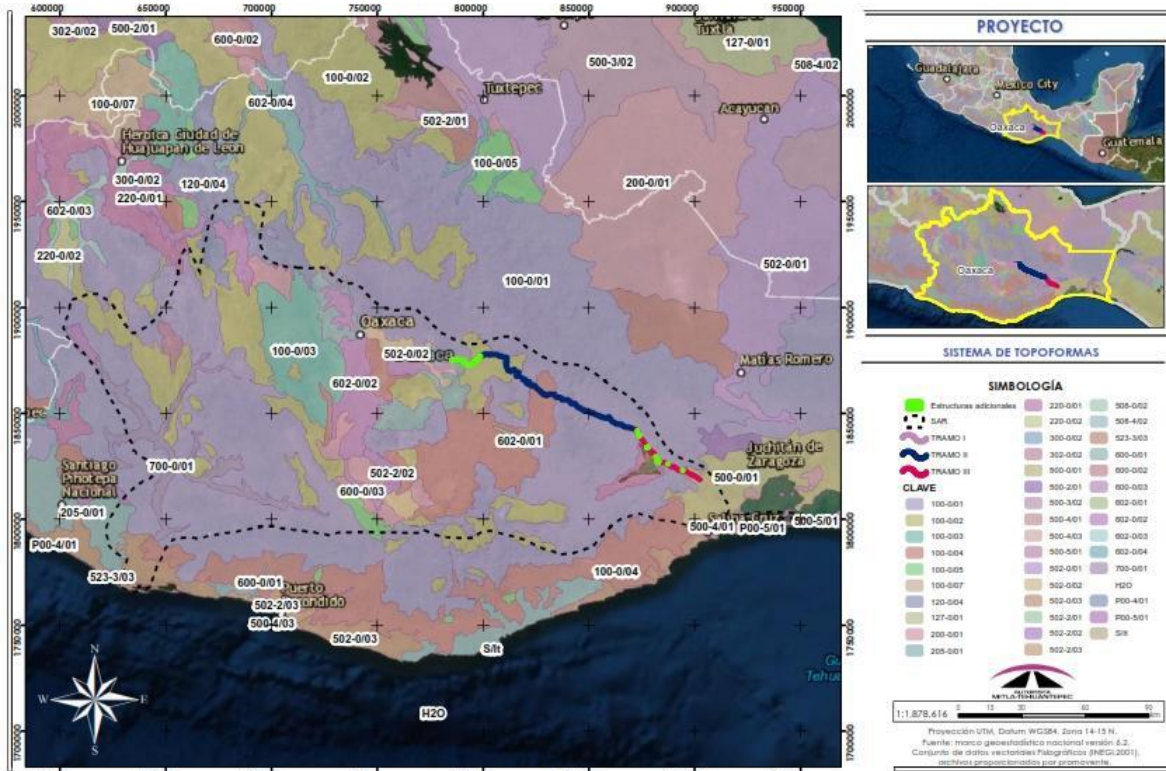 600000 650000 700000 750000 800000 850000 900000 950000
302-0/02 500-2/01
600-0/02
127-0/01
500-3/02
508-4/02
100-0/02
Tuxtepec
100-0/07
602-0/04
Acayucan
502-2/01
Heroica Ciudad de
Huajuapan de León
100-0/05
300-0/02
120-0/04
200-0/01
220-0/01
602-0/03
220-0/02
502-0/01
100-0/01
Oaxaca
100-0/03
502-0/02
Matías Romero
602-0/02
602-0/01
Juchitán de
Zaragoza
Santiago
Pinotepa
Nacional
700-0/01
502-2/02
500-0/01
600-0/03
205-0/01
500-4/01
P00-5/01
500-5/01
P00-4/01
523-3/03
600-0/01
100-0/04
Puerto
502-2/03
500-4/03
502-0/03
S/lt
H2O
2000000
1950000
1900000
1850000
1800000
1750000
1700000
2000000
1950000
1900000
1850000
1800000
1750000
1700000
N
W E
S
PROYECTO
Guadalajara
Mexico City
Oaxaca
Guatemala
Oaxaca
SISTEMA DE TOPOFORMAS
SIMBOLOGÍA
Estructuras adicionales
SAR
TRAMO I
TRAMO II
TRAMO III
CLAVE
100-0/01
100-0/02
100-0/03
100-0/04
100-0/05
100-0/07
120-0/04
127-0/01
200-0/01
205-0/01
220-0/01
220-0/02
300-0/02
302-0/02
500-0/01
500-2/01
500-3/02
500-4/01
500-4/03
500-5/01
502-0/01
502-0/02
502-0/03
502-2/01
502-2/02
502-2/03
508-0/02
508-4/02
523-3/03
600-0/01
600-0/02
600-0/03
602-0/01
602-0/02
602-0/03
602-0/04
700-0/01
H2O
P00-4/01
P00-5/01
S/lt
AUTOPISTA
MITLA-TEHUANTEPEC
1:1,878,616
0 15 30 60 90
km
Proyección UTM, Datum WGS84, Zona 14-15 N.
Fuente: marco geoestadístico nacional versión 6.2.
Conjunto de datos vectoriales Fisiográficos (INEGI,2001),
archivos proporcionados por promovente.